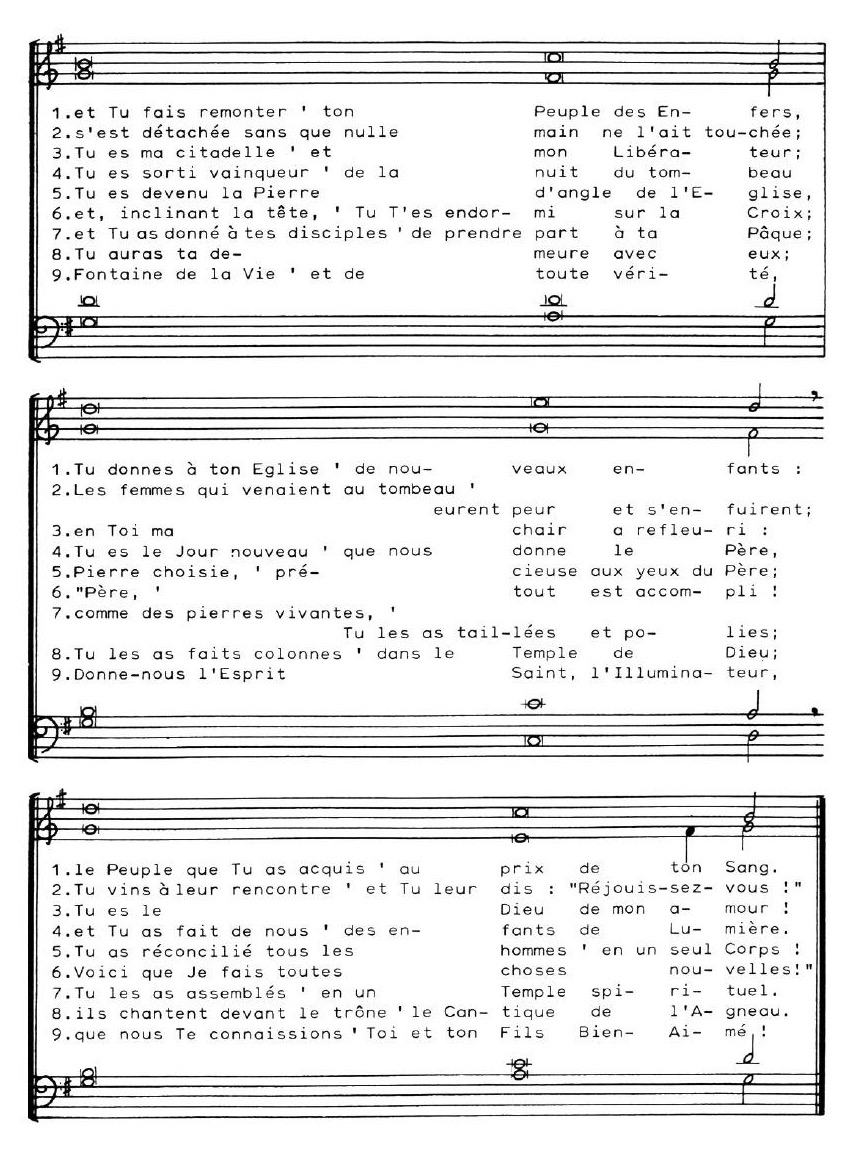 1.et Tu fais remonter ' ton Peuple des En- fers,
2.s'est détachée sans que nulle main ne l'ait tou-chée;
3.Tu es ma citadelle ' et mon Libéra- teur;
4.Tu es sorti vainqueur ' de la nuit du tom- beau
5.Tu es devenu la Pierre d'angle de l'E- glise,
6.et, inclinant la tête, ' Tu T'es endor- mi sur la Croix;
7.et Tu as donné à tes disciples ' de prendre part à ta Pâque;
8.Tu auras ta de- meure avec eux;
9.Fontaine de la Vie ' et de toute véri- té,
1.Tu donnes à ton Eglise ' de nou- veaux en- fants :
2.Les femmes qui venaient au tombeau '
eurent peur et s'en- fuirent;
3.en Toi ma chair a refleu- ri :
4.Tu es le Jour nouveau ' que nous donne le Père,
5.Pierre choisie, ' pré- cieuse aux yeux du Père;
6."Père, ' tout est accom- pli !
7.comme des pierres vivantes, '
Tu les as tail-lées et po- lies;
8.Tu les as faits colonnes ' dans le Temple de Dieu;
9.Donne-nous l'Esprit Saint, l'Illumina- teur,
1.le Peuple que Tu as acquis ' au prix de ton Sang.
2.Tu vins à leur rencontre ' et Tu leur dis : "Réjouis-sez- vous !"
3.Tu es le Dieu de mon a- mour !
4.et Tu as fait de nous ' des en- fants de Lu- mière.
5.Tu as réconcilié tous les hommes ' en un seul Corps !
6.Voici que Je fais toutes choses nou- velles!"
7.Tu les as assemblés ' en un Temple spi- ri- tuel.
8.ils chantent devant le trône ' le Can- tique de l'A- gneau.
9.que nous Te connaissions ' Toi et ton Fils Bien- Ai- mé !